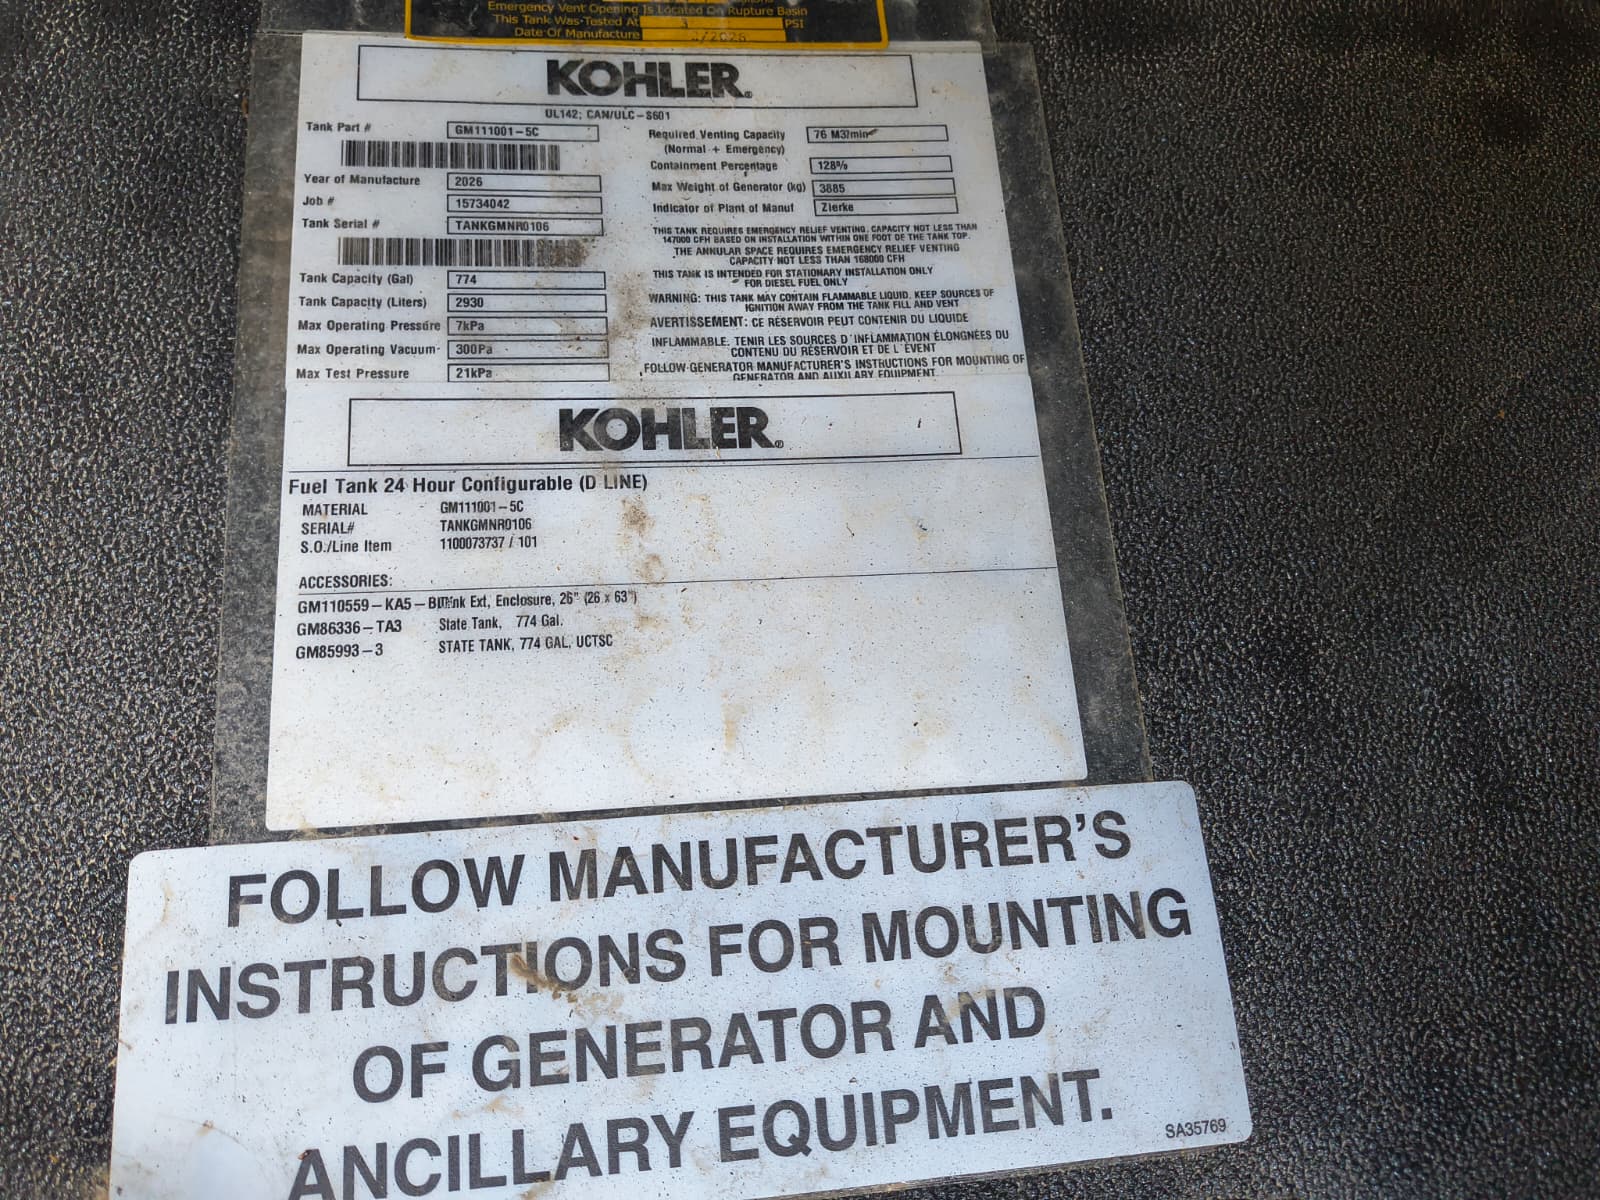 Emergency Vent Opening Is Located On Rupture Basin
This Tank Was Tested At PSI
Date Of Manufacture /2026
KOHLER®
UL142; CAN/ULC-S601
Tank Part # GM111001-5C
Year of Manufacture 2026
Job # 15734042
Tank Serial # TANKGMNR0106
Tank Capacity (Gal) 774
Tank Capacity (Liters) 2930
Max Operating Pressure 7kPa
Max Operating Vacuum 300Pa
Max Test Pressure 21kPa
Required Venting Capacity 76 M3/min
(Normal + Emergency)
Containment Percentage 128%
Max Weight of Generator (kg) 3885
Indicator of Plant of Manuf Zierke
THIS TANK REQUIRES EMERGENCY RELIEF VENTING, CAPACITY NOT LESS THAN
147000 CFH BASED ON INSTALLATION WITHIN ONE FOOT OF THE TANK TOP.
THE ANNULAR SPACE REQUIRES EMERGENCY RELIEF VENTING
CAPACITY NOT LESS THAN 168000 CFH
THIS TANK IS INTENDED FOR STATIONARY INSTALLATION ONLY
FOR DIESEL FUEL ONLY
WARNING: THIS TANK MAY CONTAIN FLAMMABLE LIQUID. KEEP SOURCES OF
IGNITION AWAY FROM THE TANK FILL AND VENT
AVERTISSEMENT: CE RÉSERVOIR PEUT CONTENIR DU LIQUIDE
INFLAMMABLE. TENIR LES SOURCES D'INFLAMMATION ÉLONGNÉES DU
CONTENU DU RÉSERVOIR ET DE L'ÉVENT
FOLLOW GENERATOR MANUFACTURER'S INSTRUCTIONS FOR MOUNTING OF
GENERATOR AND AUXILARY EQUIPMENT
KOHLER®
Fuel Tank 24 Hour Configurable (D LINE)
MATERIAL GM111001-5C
SERIAL# TANKGMNR0106
S.O./Line Item 1100073737 / 101
ACCESSORIES:
GM110559-KA5-B Ext, Enclosure, 26" (26 x 63")
GM86336-TA3 State Tank, 774 Gal.
GM85993-3 STATE TANK, 774 GAL, UCTSC
FOLLOW MANUFACTURER'S
INSTRUCTIONS FOR MOUNTING
OF GENERATOR AND
ANCILLARY EQUIPMENT.
SA35769